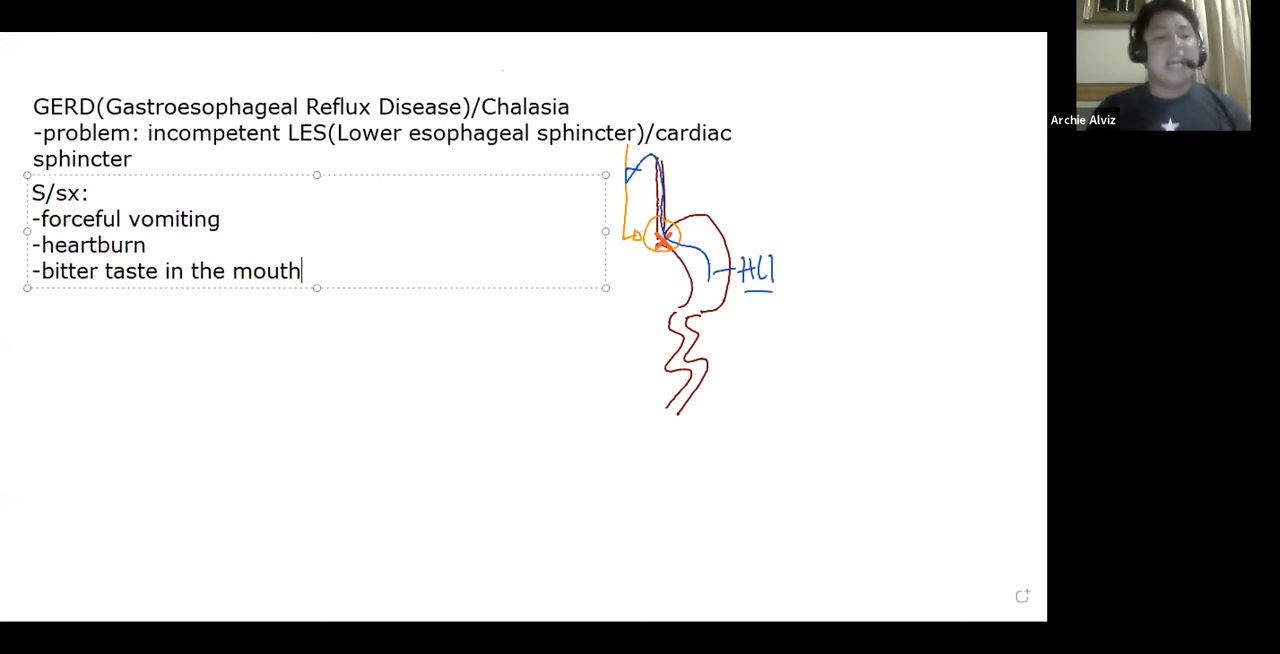 GERD(Gastroesophageal Reflux Disease)/Chalasia
-problem: incompetent LES(Lower esophageal sphincter)/cardiac
sphincter
S/sx:
-forceful vomiting
-heartburn
-bitter taste in the mouth
HCl
Archie Alviz